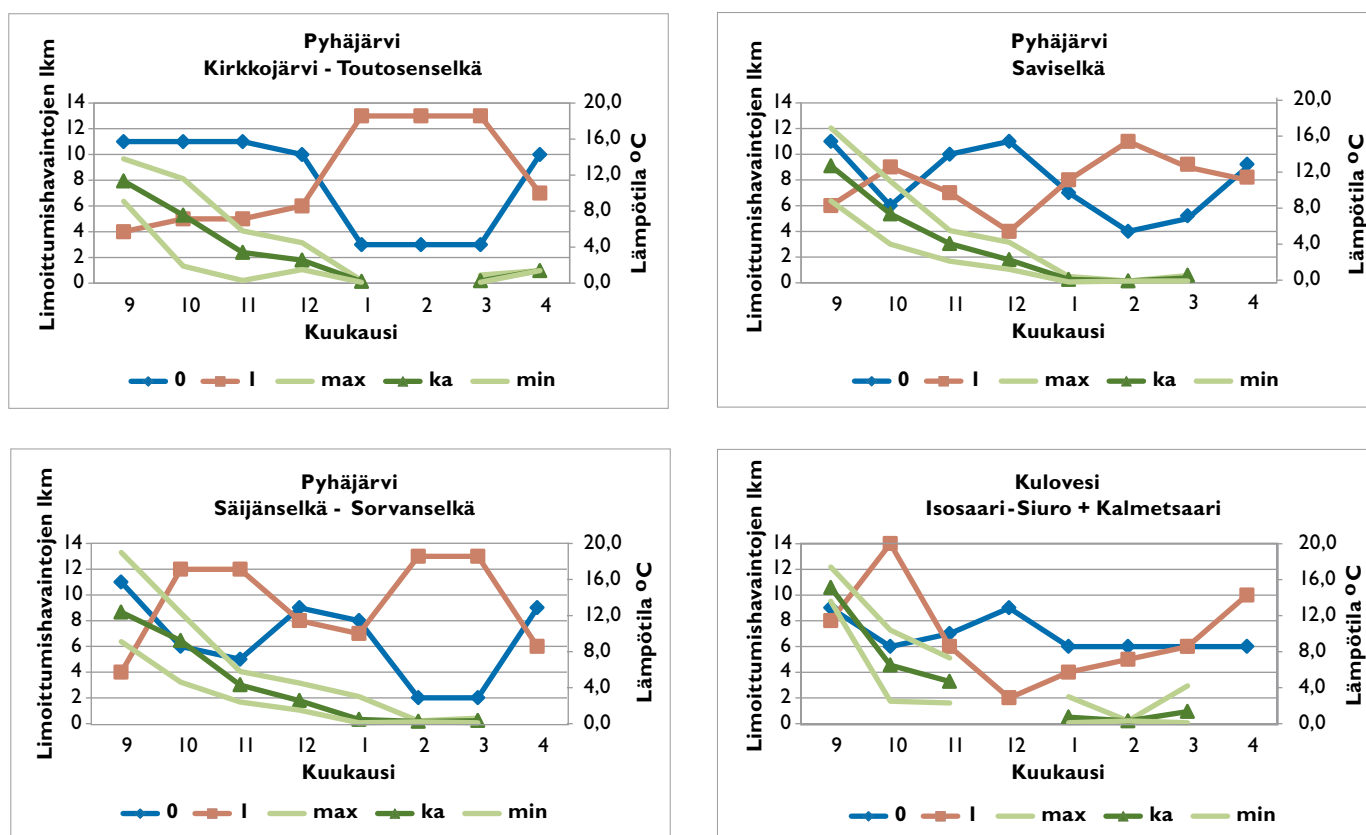 Pyhäjärvi
Kirkkojärvi - Toutosenselkä
Limoittumishavaintojen lkm
14
12
10
8
6
4
2
0
20,0
16,0
12,0
8,0
4,0
0,0
Lämpötila ºC
9 10 11 12 1 2 3 4
Kuukausi
0 1 max ka min
Pyhäjärvi
Saviselkä
Limoittumishavaintojen lkm
14
12
10
8
6
4
2
0
20,0
16,0
12,0
8,0
4,0
0,0
Lämpötila ºC
9 10 11 12 1 2 3 4
Kuukausi
0 1 max ka min
Pyhäjärvi
Säijänselkä - Sorvanselkä
Limoittumishavaintojen lkm
14
12
10
8
6
4
2
0
20,0
16,0
12,0
8,0
4,0
0,0
Lämpötila ºC
9 10 11 12 1 2 3 4
Kuukausi
0 1 max ka min
Kulovesi
Isosaari-Siuro + Kalmetsaari
Limoittumishavaintojen lkm
14
12
10
8
6
4
2
0
20,0
16,0
12,0
8,0
4,0
0,0
Lämpötila ºC
9 10 11 12 1 2 3 4
Kuukausi
0 1 max ka min